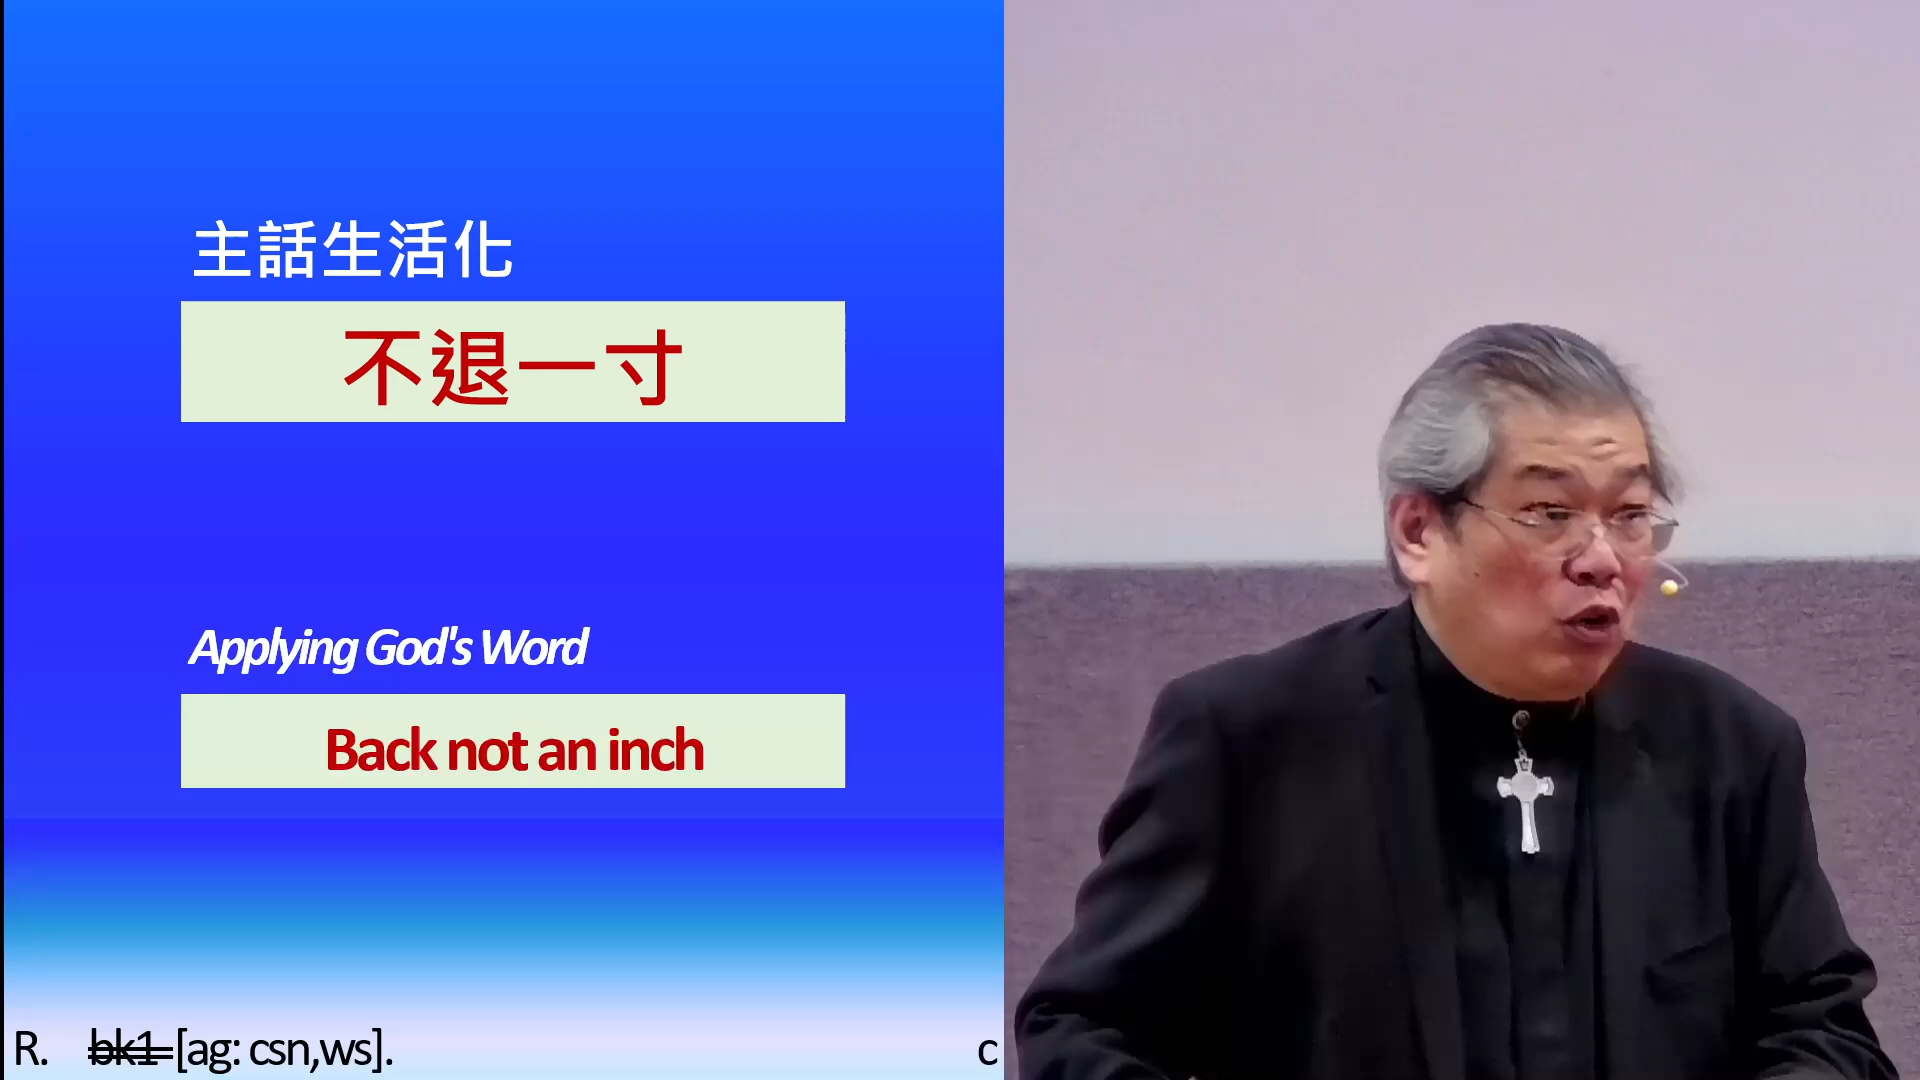 主話生活化
不退一寸
Applying God's Word
Back not an inch
R. bk1 [ag: csn,ws]. c